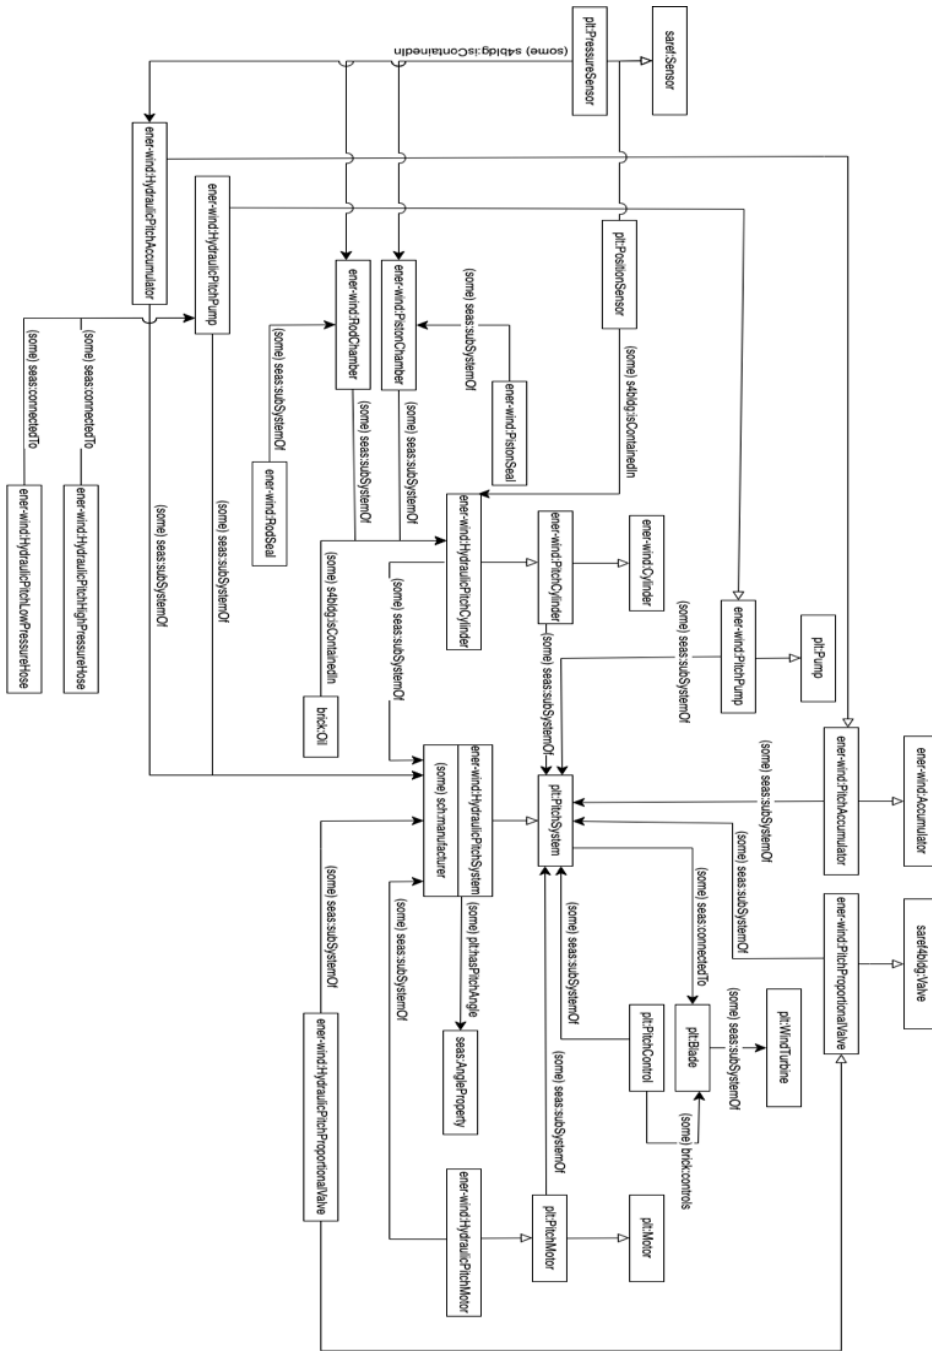 ener-wind:Accumulator
saref4bldg:Valve
ener-wind:PitchAccumulator
ener-wind:PitchProportionalValve
plt:Pump
plt:WindTurbine
(some) seas:subSystemOf
(some) seas:subSystemOf
ener-wind:PitchPump
(some) seas:subSystemOf
(some) seas:connectedTo
plt:Blade
(some) brick:controls
saref:Sensor
(some) seas:subSystemOf
ener-wind:Cylinder
plt:PitchControl
plt:Motor
plt:PositionSensor
(some) s4bldg:isContainedIn
plt:PressureSensor
(some) seas:subSystemOf
(some) seas:subSystemOf
ener-wind:PitchCylinder
plt:PitchSystem
plt:PitchMotor
(some) seas:subSystemOf
ener-wind:PistonSeal
(some) seas:subSystemOf
ener-wind:HydraulicPitchCylinder
ener-wind:HydraulicPitchSystem
(some) sch:manufacturer
(some) plt:hasPitchAngle
seas:AngleProperty
ener-wind:HydraulicPitchMotor
(some) s4bldg:isContainedIn
ener-wind:PistonChamber
(some) seas:subSystemOf
(some) seas:subSystemOf
(some) seas:subSystemOf
ener-wind:RodChamber
(some) seas:subSystemOf
(some) s4bldg:isContainedIn
brick:Oil
(some) seas:subSystemOf
ener-wind:HydraulicPitchProportionalValve
(some) seas:subSystemOf
ener-wind:RodSeal
ener-wind:HydraulicPitchPump
(some) seas:subSystemOf
ener-wind:HydraulicPitchAccumulator
(some) seas:subSystemOf
(some) seas:connectedTo
ener-wind:HydraulicPitchHighPressureHose
(some) seas:connectedTo
ener-wind:HydraulicPitchLowPressureHose